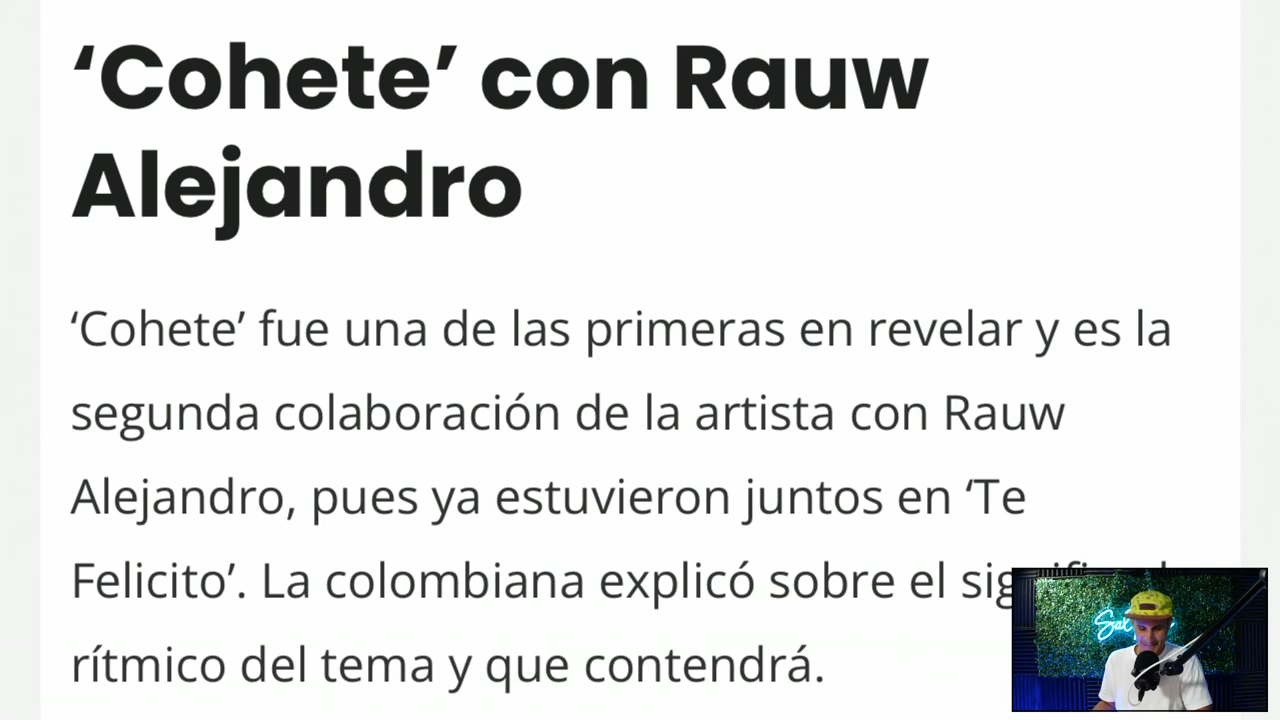 ‘Cohete’ con Rauw
Alejandro
‘Cohete’ fue una de las primeras en revelar y es la
segunda colaboración de la artista con Rauw
Alejandro, pues ya estuvieron juntos en ‘Te
Felicito’. La colombiana explicó sobre el
rítmico del tema y que contendrá.